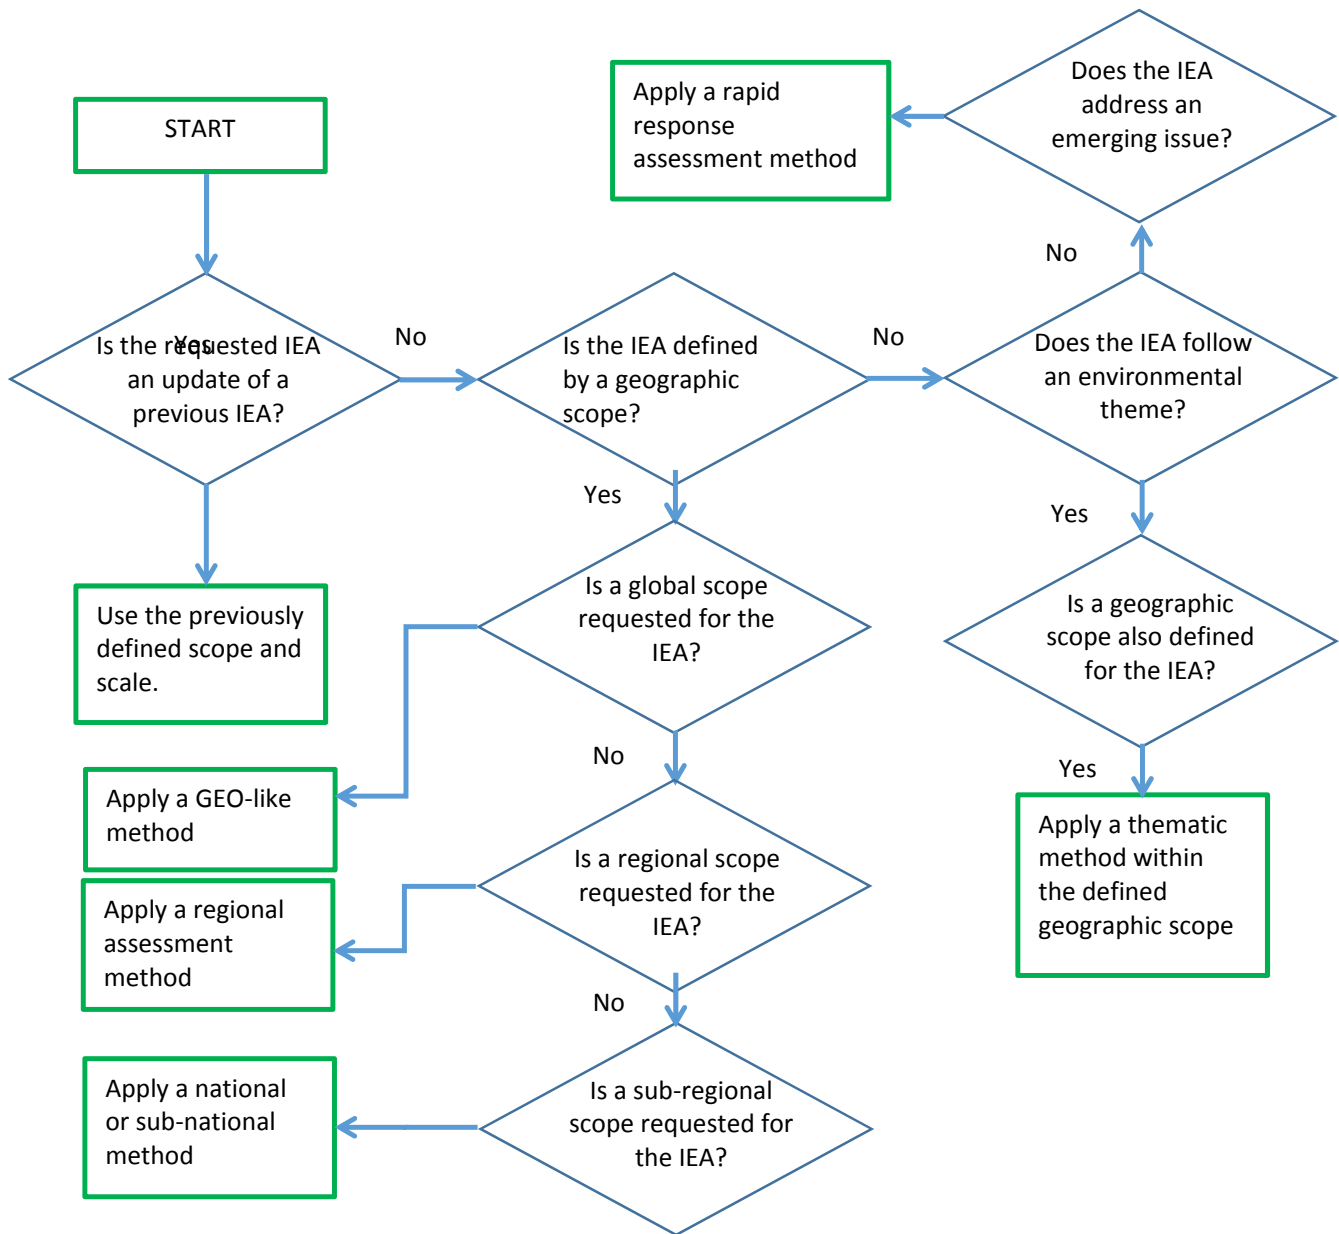 START
Is the requested IEA
an update of a
previous IEA?
Yes
No
Use the previously
defined scope and
scale.
Is the IEA defined
by a geographic
scope?
No
Yes
Does the IEA follow
an environmental
theme?
No
Does the IEA
address an
emerging issue?
Apply a rapid
response
assessment method
Yes
Is a geographic
scope also defined
for the IEA?
Yes
Apply a thematic
method within
the defined
geographic scope
Is a global scope
requested for the
IEA?
No
Apply a GEO-like
method
Is a regional scope
requested for the
IEA?
No
Apply a regional
assessment
method
Is a sub-regional
scope requested for
the IEA?
Apply a national
or sub-national
method